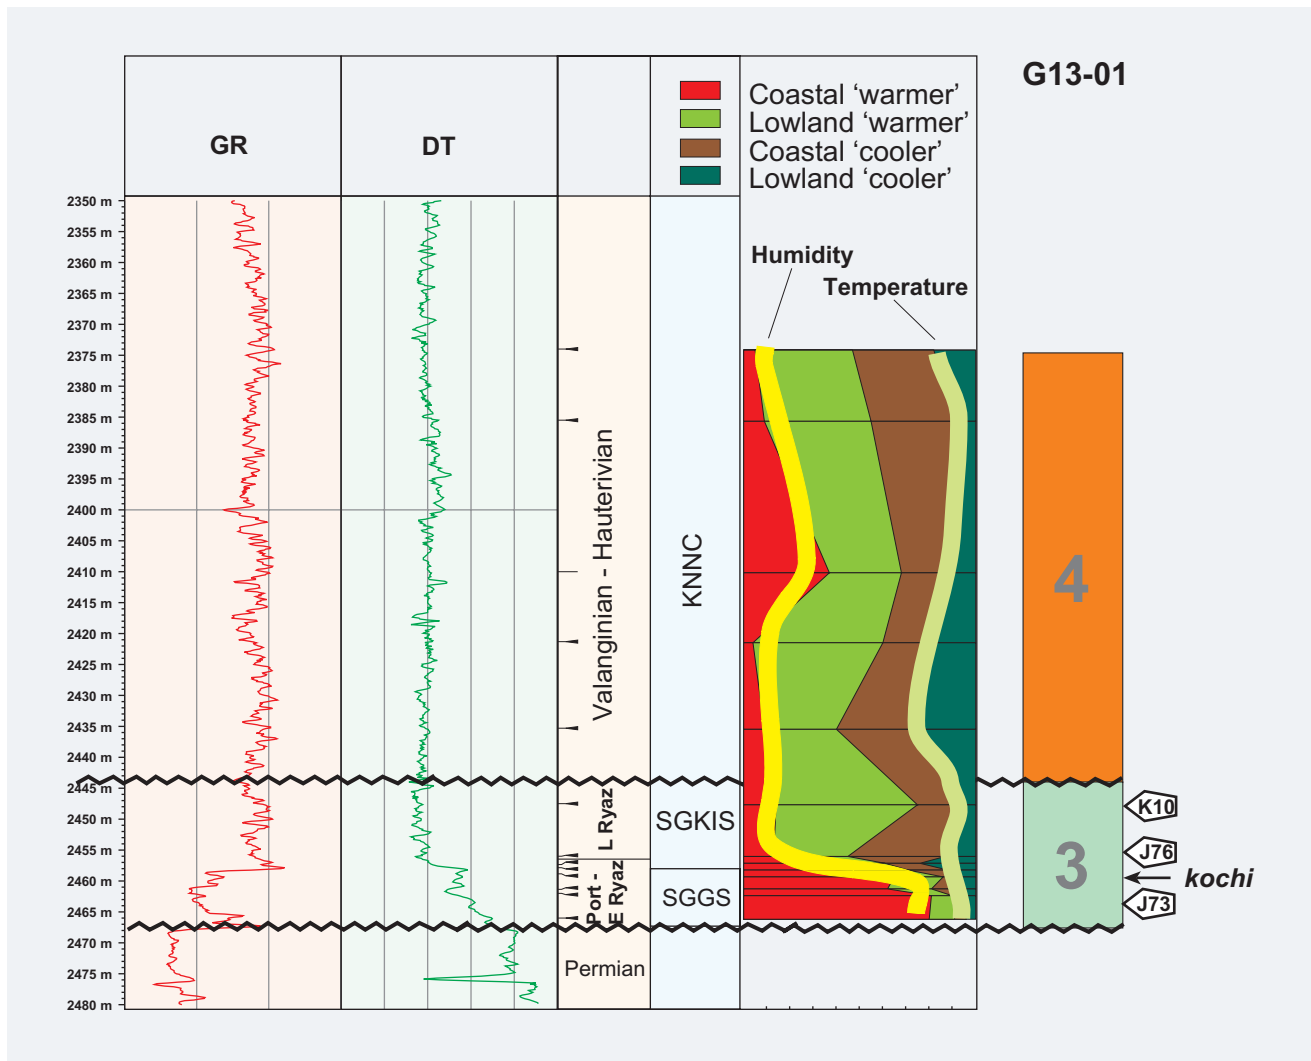 G13-01
Coastal ‘warmer’
Lowland ‘warmer’
Coastal ‘cooler’
Lowland ‘cooler’
GR
DT
Humidity
Temperature
2350 m
2355 m
2360 m
2365 m
2370 m
2375 m
2380 m
2385 m
2390 m
2395 m
2400 m
2405 m
2410 m
2415 m
2420 m
2425 m
2430 m
2435 m
2440 m
2445 m
2450 m
2455 m
2460 m
2465 m
2470 m
2475 m
2480 m
Valanginian - Hauterivian
L Ryaz
Port -
E Ryaz
Permian
KNNC
SGKIS
SGGS
4
3
K10
J76
kochi
J73